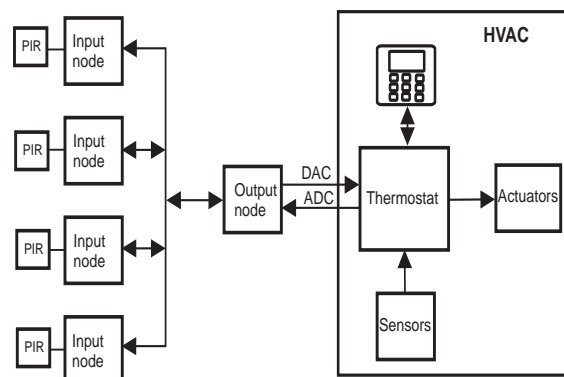 PIR
Input
node
PIR
Input
node
PIR
Input
node
PIR
Input
node
Output
node
DAC
ADC
HVAC
Thermostat
Actuators
Sensors